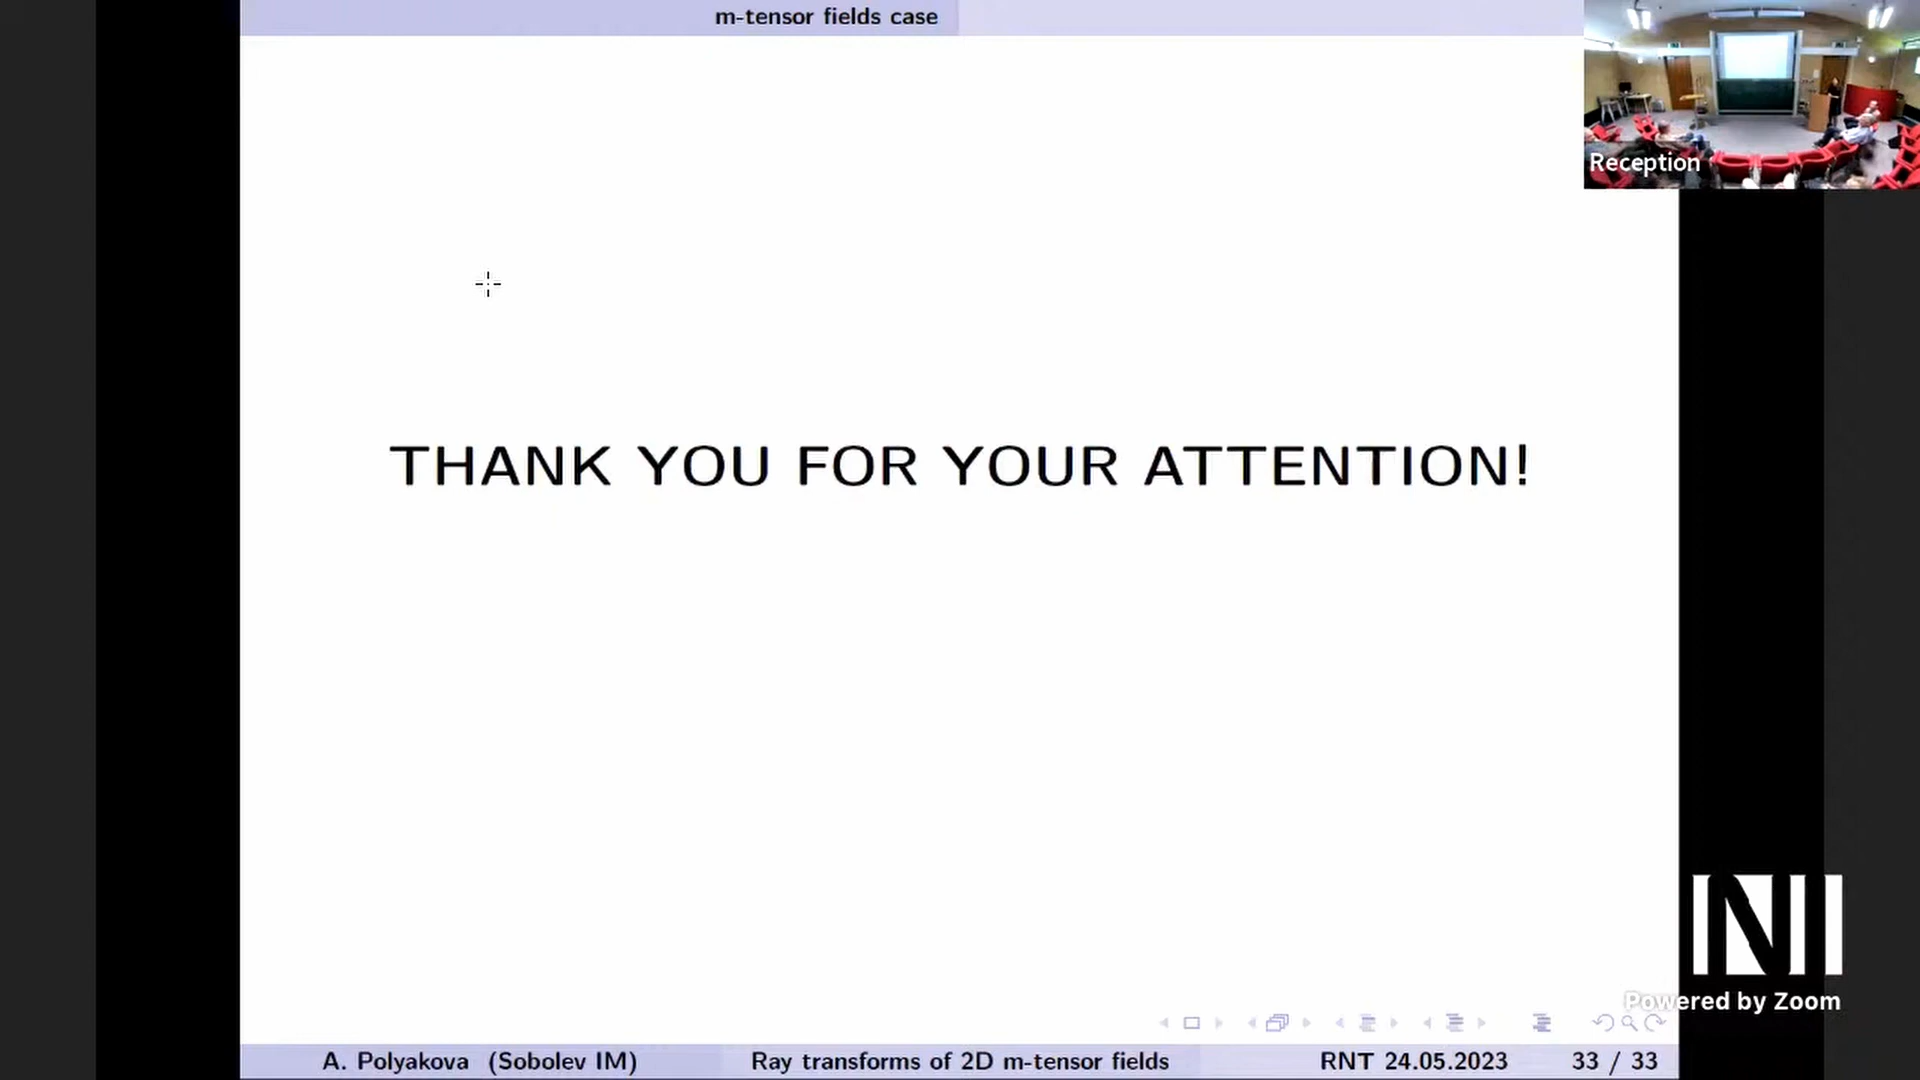 m-tensor fields case
Reception
THANK YOU FOR YOUR ATTENTION!
NI
Powered by Zoom
A. Polyakova (Sobolev IM) Ray transforms of 2D m-tensor fields RNT 24.05.2023 33 / 33